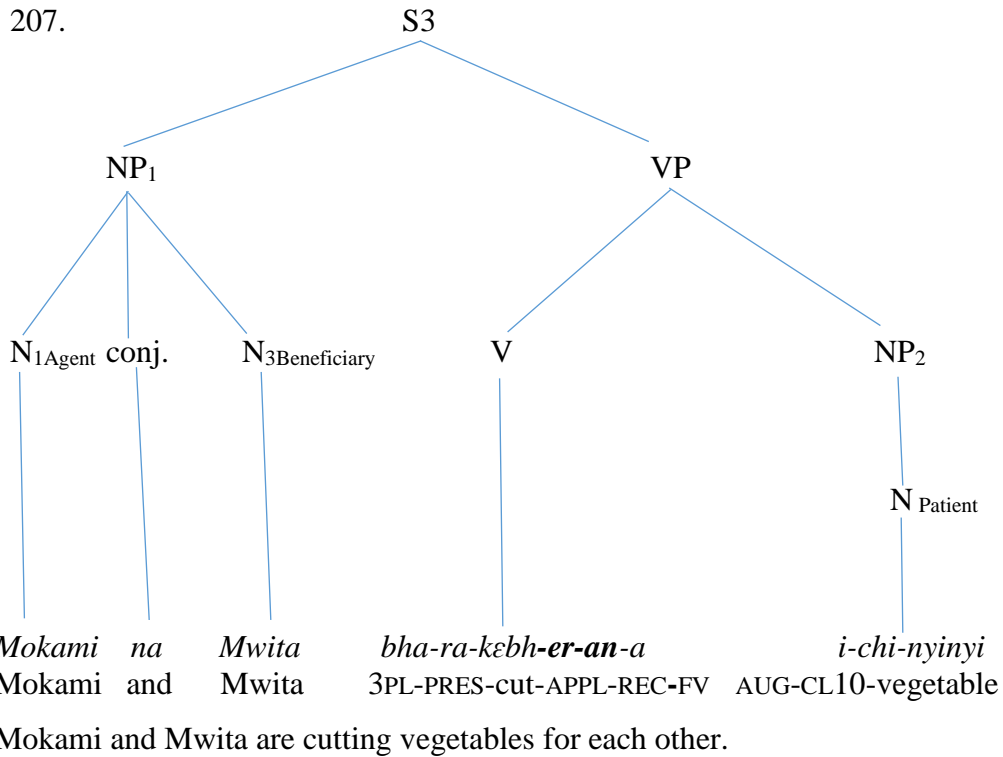 207. S3
NP1 VP
N1Agent conj. N3Beneficiary V NP2
N Patient
Mokami na Mwita bha-ra-kɛbh-er-an-a i-chi-nyinyi
Mokami and Mwita 3PL-PRES-cut-APPL-REC-FV AUG-CL10-vegetable
Mokami and Mwita are cutting vegetables for each other.